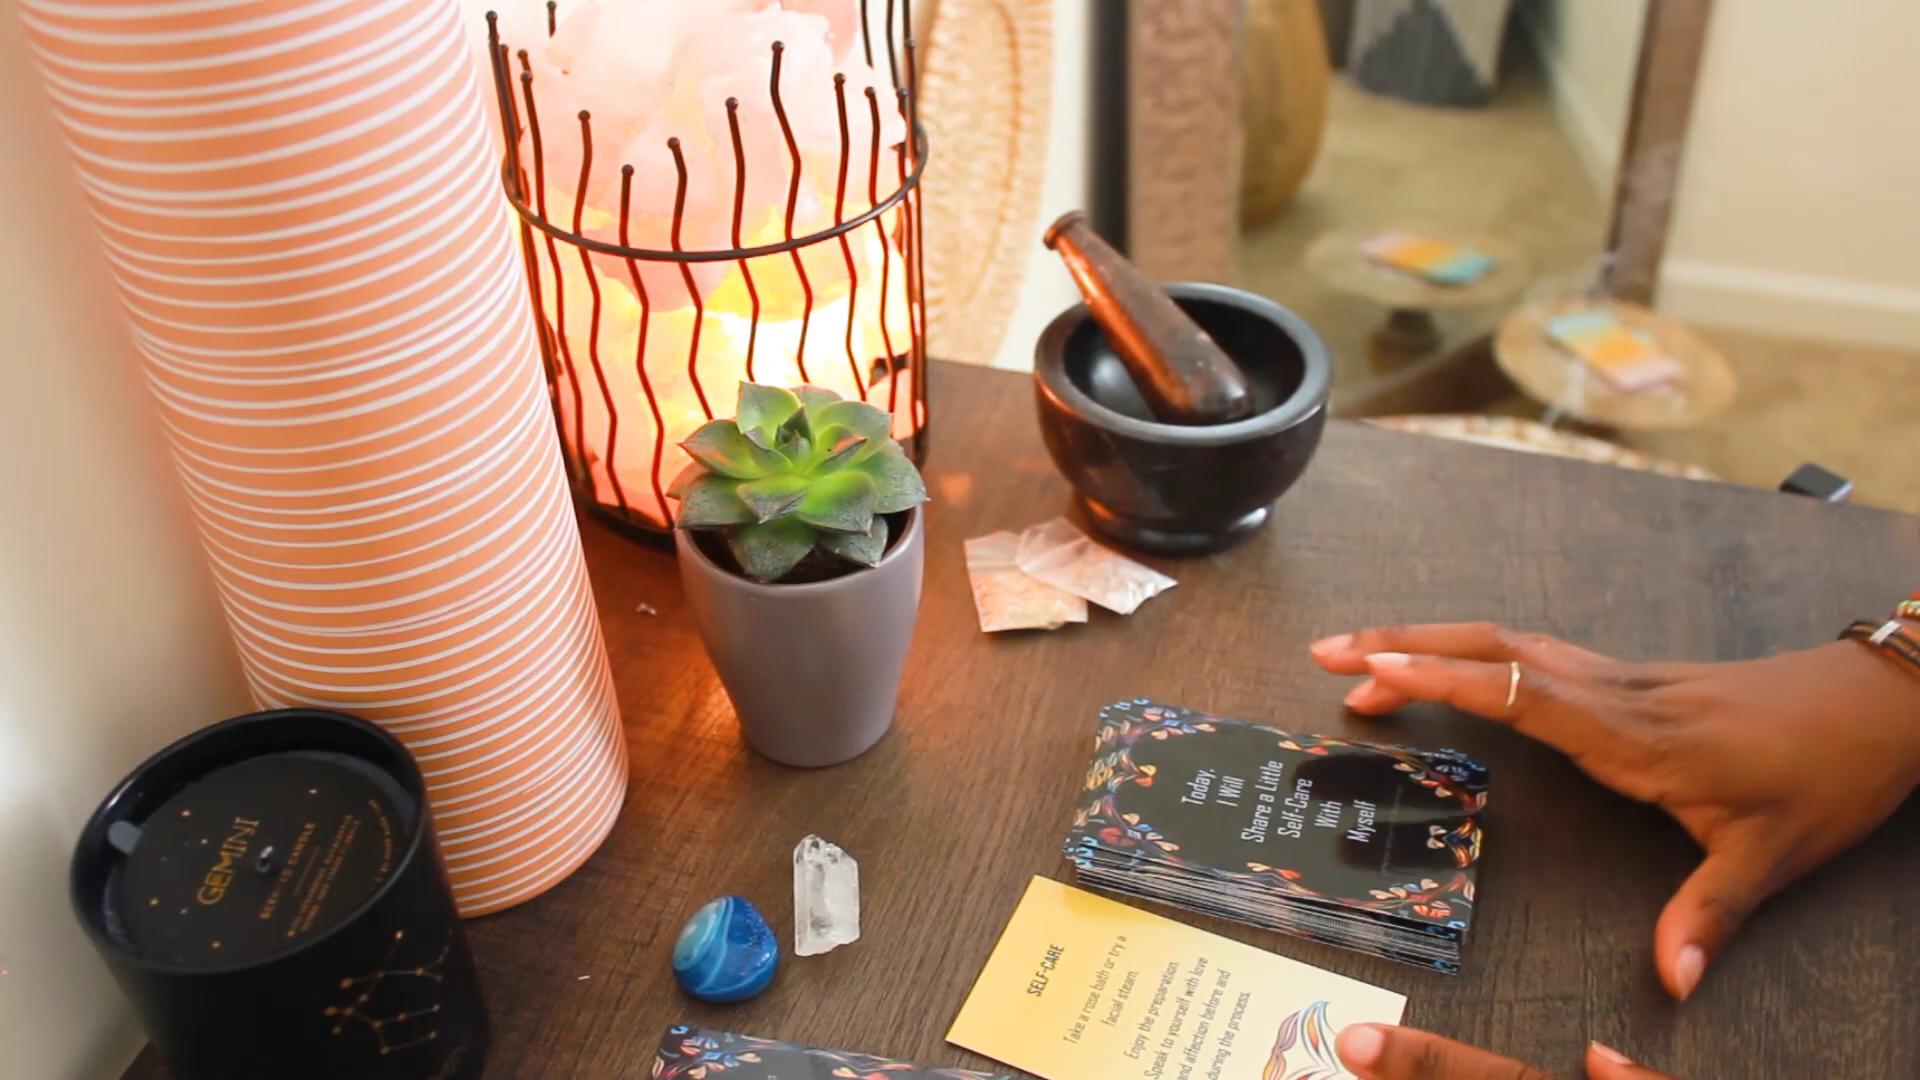 GEMINI
SCENTED CANDLE
Today,
I Will
Share a Little
Self-Care
With
Myself
SELF-CARE
Take a rose bath or try a
facial steam.
Enjoy the preparation.
Speak to yourself with love
and affection before and
during the process.